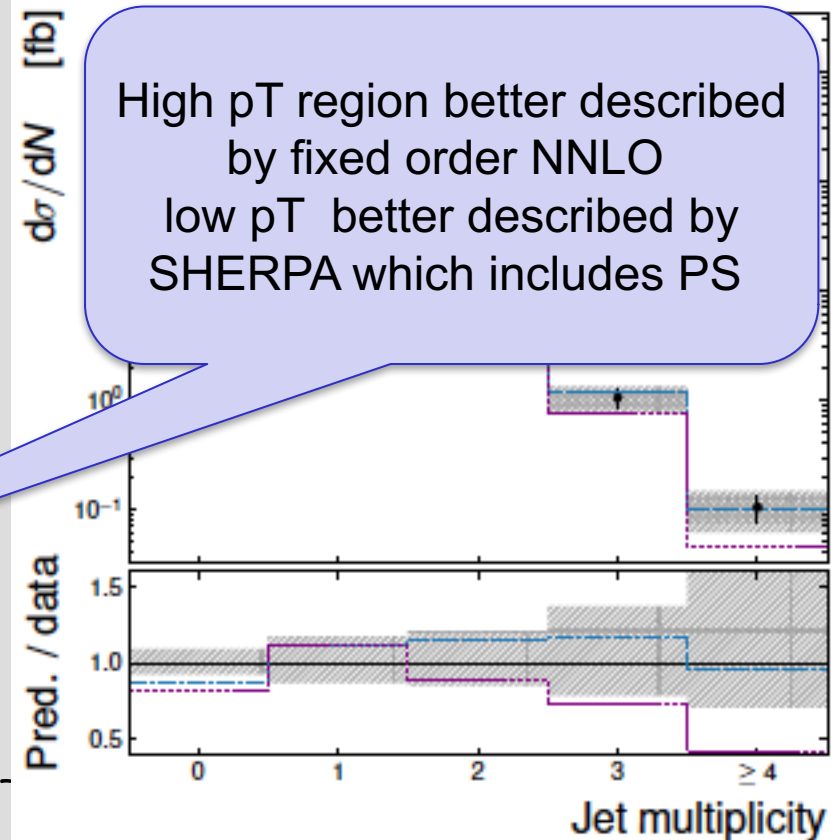 dσ/dN [fb]
High pT region better described
by fixed order NNLO
low pT better described by
SHERPA which includes PS
10⁰
10⁻¹
Pred. / data
1.5
1.0
0.5
0 1 2 3 ≥ 4
Jet multiplicity